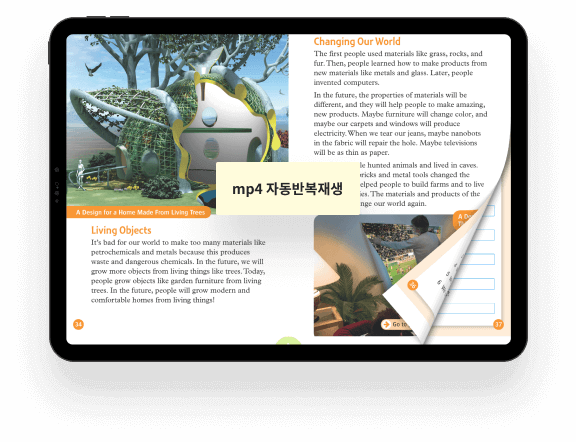 A Design for a Home Made From Living Trees
Living Objects
It's bad for our world to make too many materials like
petrochemicals and metals because this produces
waste and dangerous chemicals. In the future, we will
grow more objects from living things like trees. Today,
people grow objects like garden furniture from living
trees. In the future, people will grow modern and
comfortable homes from living things!
34
Changing Our World
The first people used materials like grass, rocks, and
fur. Then, people learned how to make products from
new materials like metals and glass. Later, people
invented computers.
In the future, the properties of materials will be
different, and they will help people to make amazing,
new products. Maybe furniture will change color, and
maybe our carpets and windows will produce
electricity. When we tear our jeans, maybe nanobots
in the fabric will repair the hole. Maybe televisions
will be as thin as paper.
hunted animals and lived in caves.
and metal tools changed the
helped people to build farms and to live
The materials and products of the
our world again.
mp4 자동반복재생
Go to
37